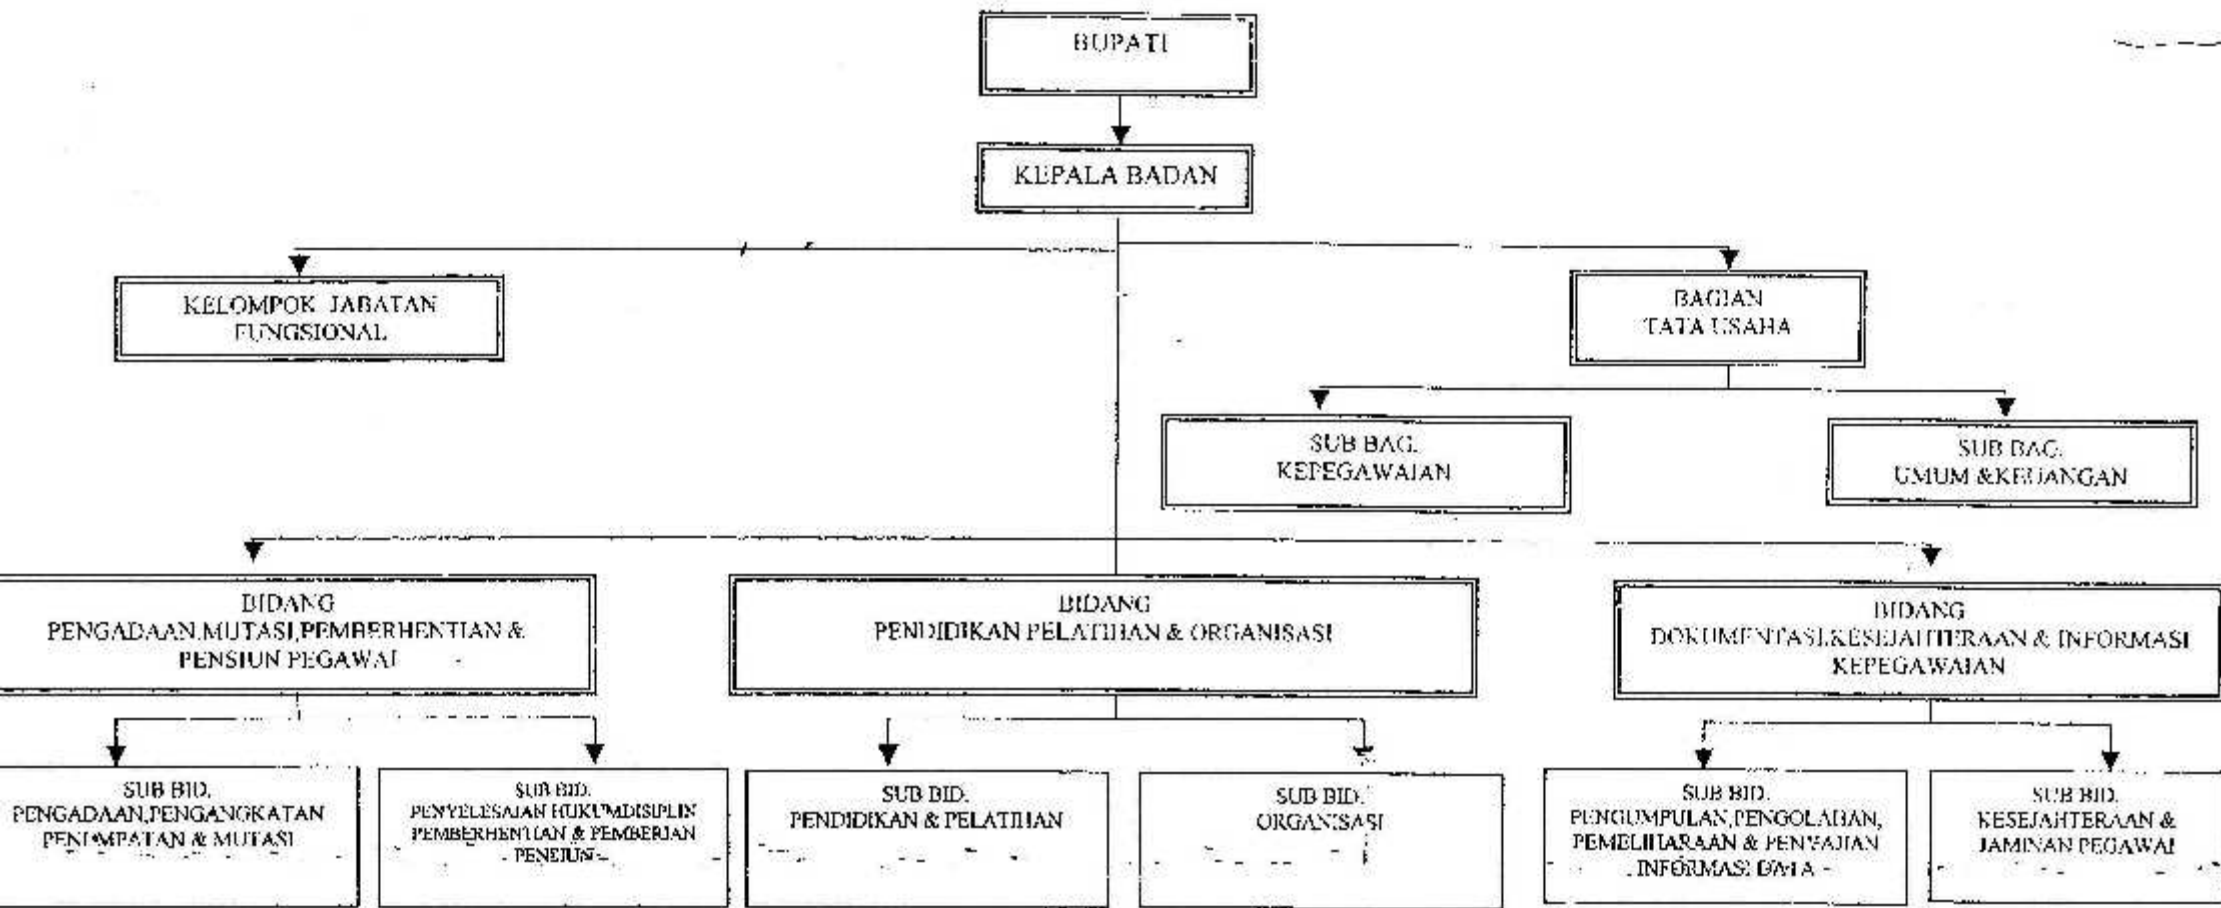 BUPATI
KEPALA BADAN
KELOMPOK JABATAN
FUNGSIONAL
BAGIAN
TATA USAHA
SUB BAG.
KEPEGAWAIAN
SUB BAG.
UMUM &KEUANGAN
BIDANG
PENGADAAN,MUTASI,PEMBERHENTIAN &
PENSIUN PEGAWAI
BIDANG
PENDIDIKAN PELATIHAN & ORGANISASI
BIDANG
DOKUMENTASI,KESEJAHTERAAN & INFORMASI
KEPEGAWAIAN
SUB BID.
PENGADAAN,PENGANGKATAN
PENEMPATAN & MUTASI
SUB BID.
PENYELESAIAN HUKUMDISIPLIN
PEMBERHENTIAN & PEMBERIAN
PENSIUN
SUB BID.
PENDIDIKAN & PELATIHAN
SUB BID.
ORGANISASI
SUB BID.
PENGUMPULAN,PENGOLAHAN,
PEMELIHARAAN & PENYAJIAN
INFORMASI DATA
SUB BID.
KESEJAHTERAAN &
JAMINAN PEGAWAI